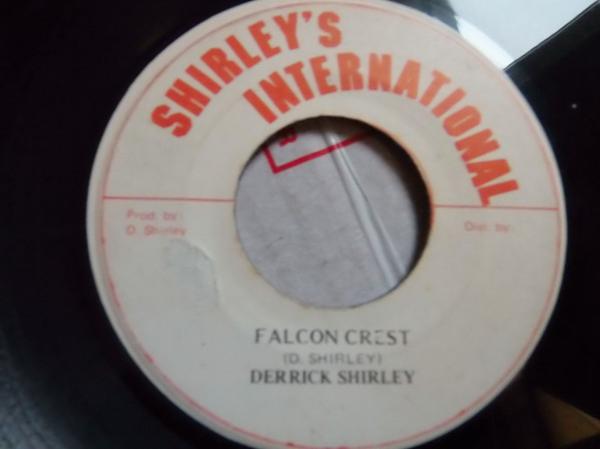 SHIRLEY'S
INTERNATIONAL
Prod. by:
D. Shirley
Dist. by:
FALCON CREST
(D. SHIRLEY)
DERRICK SHIRLEY